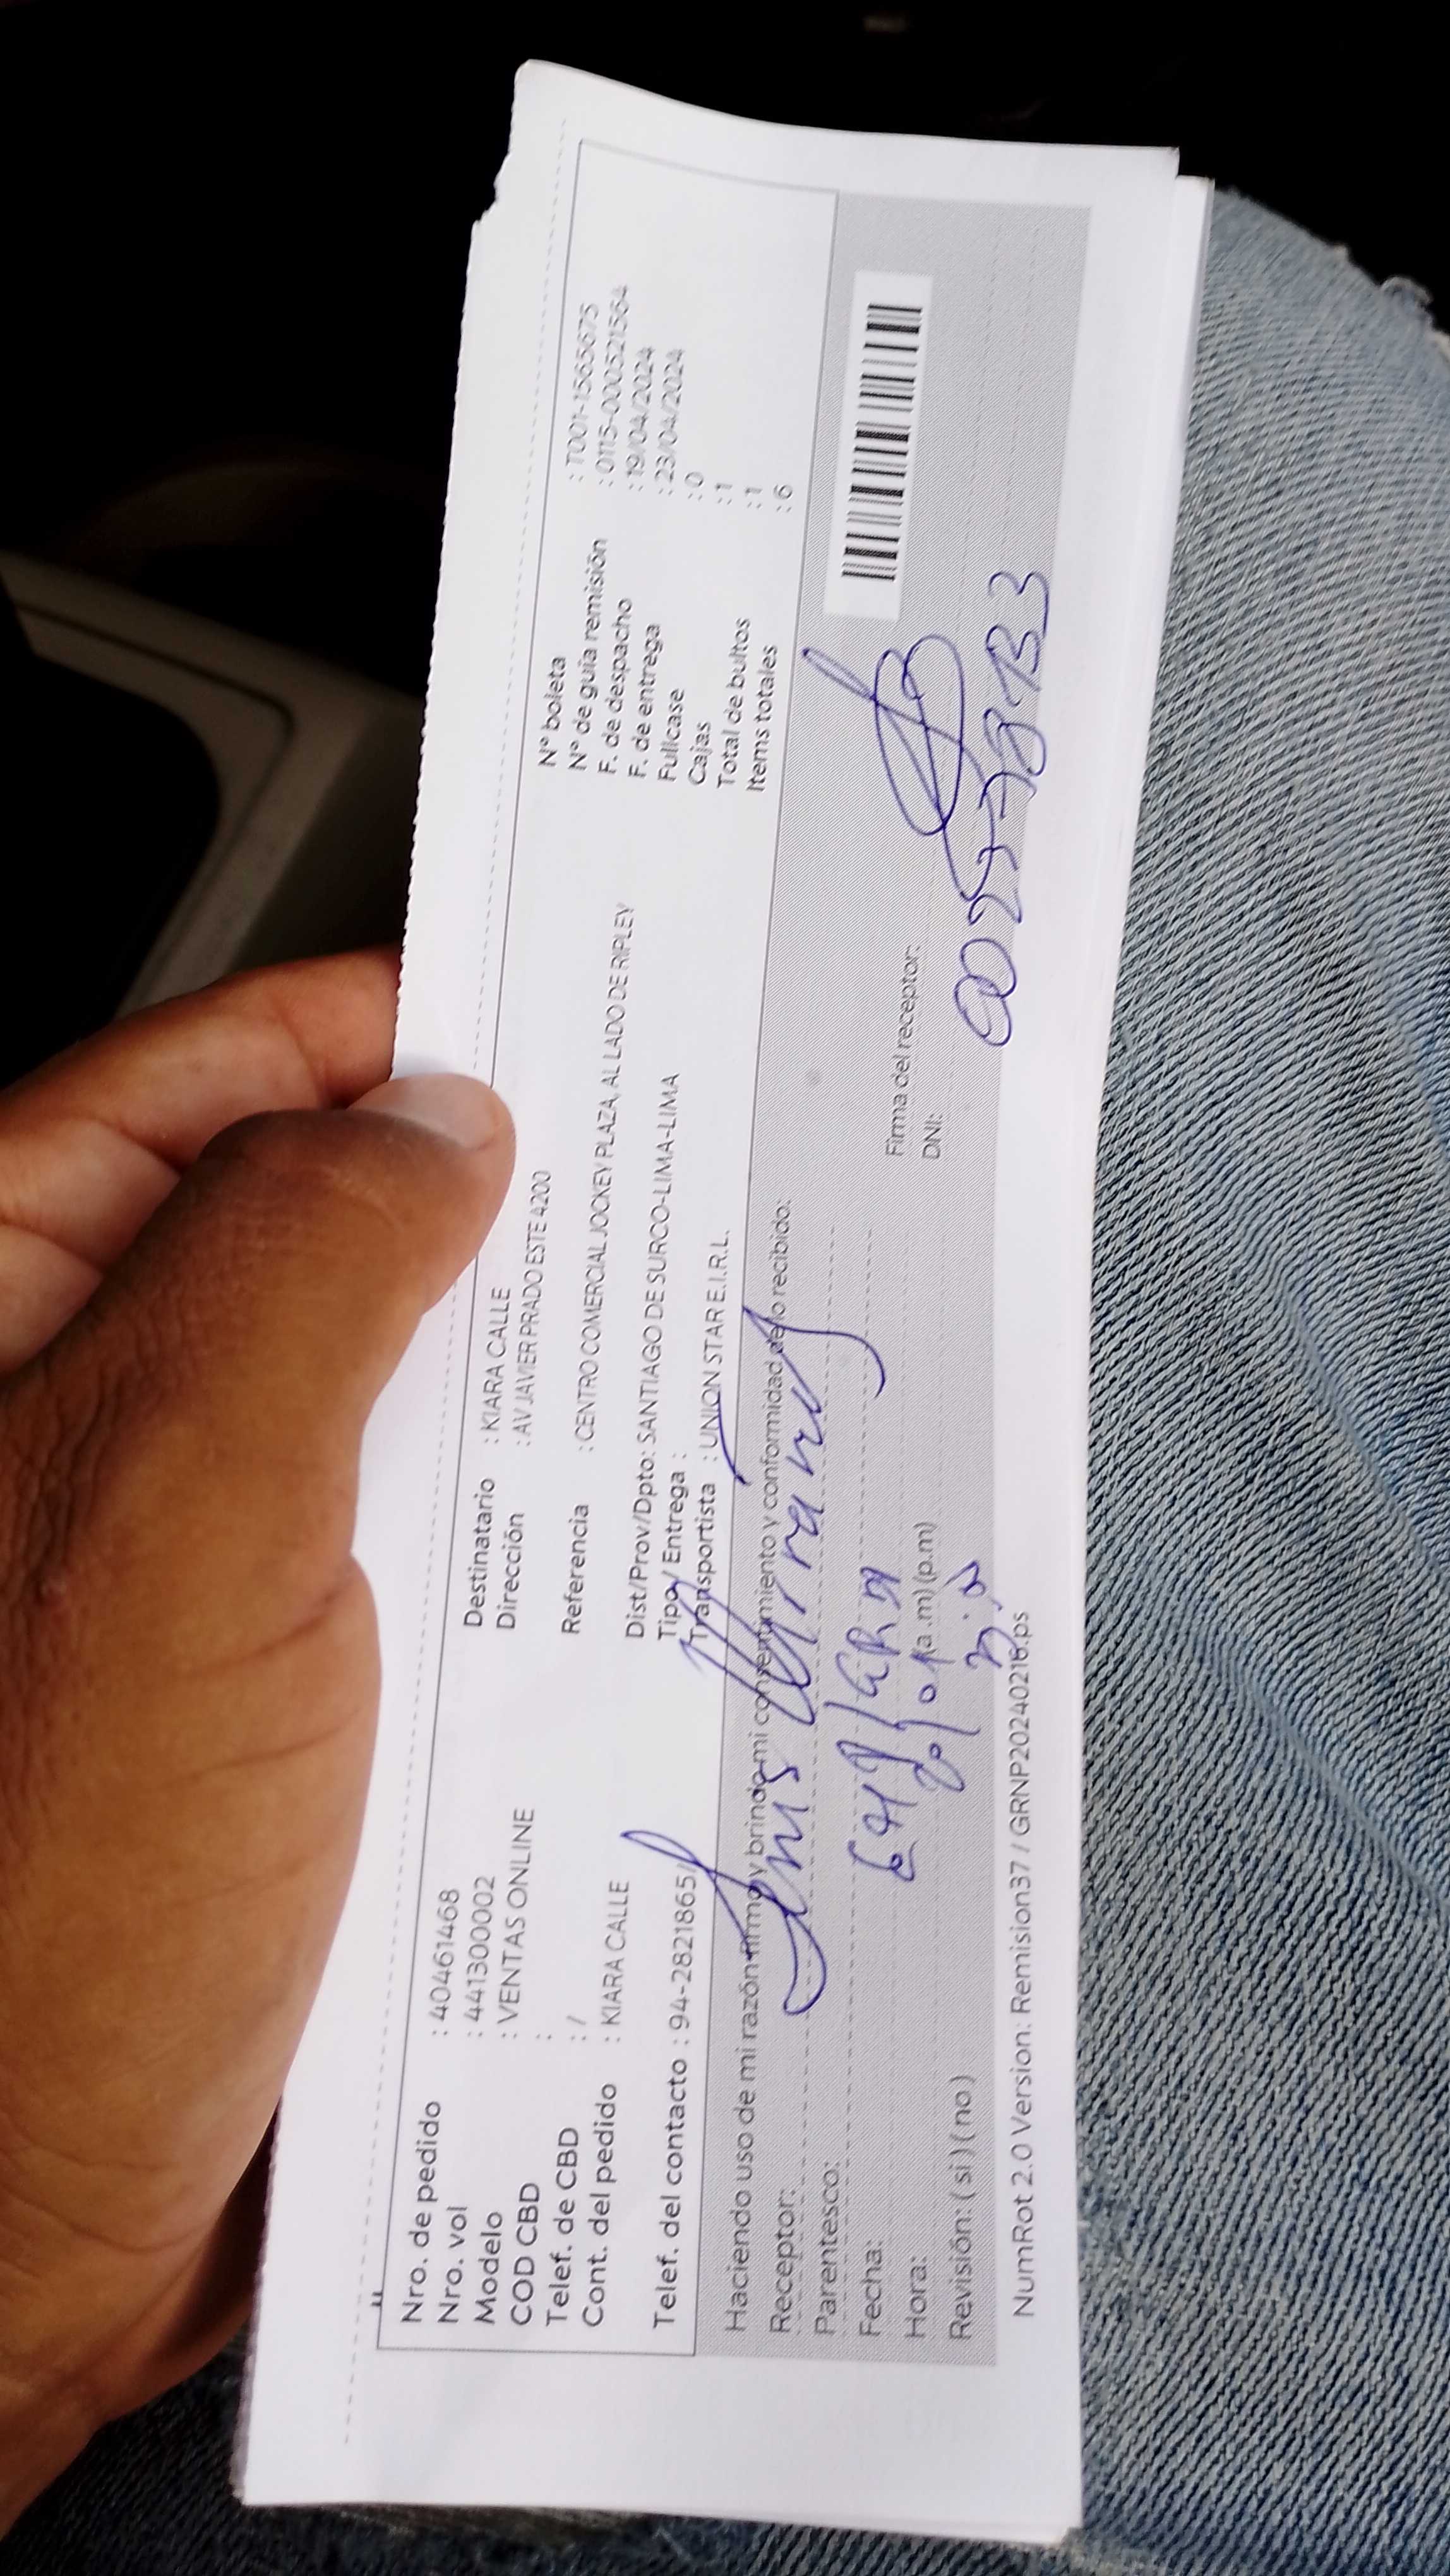 Nro. de pedido : 40461468
Nro. vol : 441300002
Modelo : VENTAS ONLINE
COD CBD :
Telef. de CBD : /
Cont. del pedido : KIARA CALLE
Telef. del contacto : 94-2821865
Destinatario : KIARA CALLE
Dirección : AV JAVIER PRADO ESTE 4200
Referencia : CENTRO COMERCIAL JOCKEY PLAZA, AL LADO DE RIPLEY
Dist/Prov/Dpto: SANTIAGO DE SURCO-LIMA-LIMA
Tipo / Entrega :
Transportista : UNION STAR E.I.R.L.
N° boleta : T001-1565675
N° de guía remisión : 0115-000521564
F. de despacho : 19/04/2024
F. de entrega : 23/04/2024
Fullcase : 0
Cajas : 1
Total de bultos : 1
Items totales : 6
Haciendo uso de mi razón firmo y brindo mi consentimiento y conformidad de lo recibido:
Receptor:
Parentesco:
Fecha:
Hora: (a.m) (p.m)
Revisión: ( si ) ( no )
Firma del receptor:
DNI:
NumRot 2.0 Version: Remision37 / GRNP20240216.ps